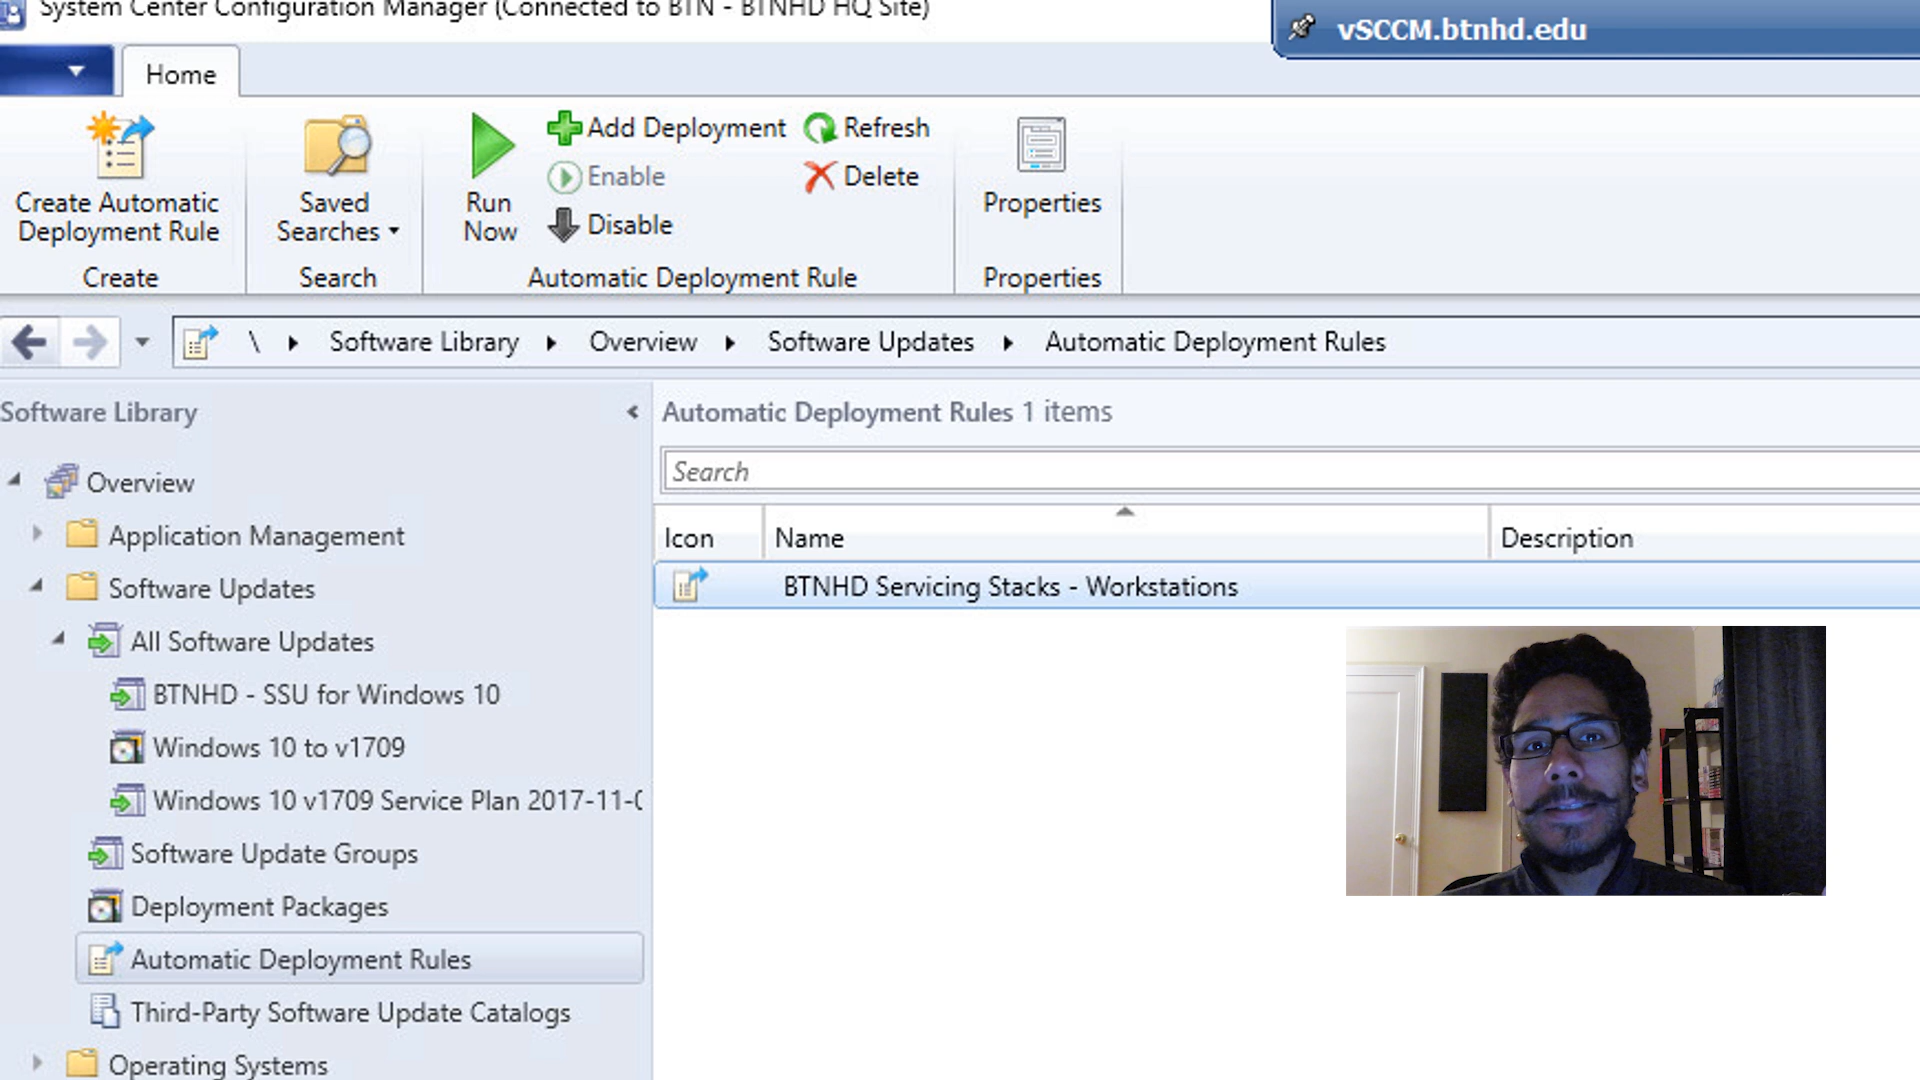 System Center Configuration Manager (Connected to BTN - BTNHD HQ Site)
vSCCM.btnhd.edu
Home
Create Automatic
Deployment Rule
Create
Saved
Searches
Search
Run
Now
Add Deployment
Enable
Disable
Refresh
Delete
Automatic Deployment Rule
Properties
Properties
\ Software Library Overview Software Updates Automatic Deployment Rules
Software Library
Overview
Application Management
Software Updates
All Software Updates
BTNHD - SSU for Windows 10
Windows 10 to v1709
Windows 10 v1709 Service Plan 2017-11-0
Software Update Groups
Deployment Packages
Automatic Deployment Rules
Third-Party Software Update Catalogs
Operating Systems
Automatic Deployment Rules 1 items
Search
Icon Name Description
BTNHD Servicing Stacks - Workstations